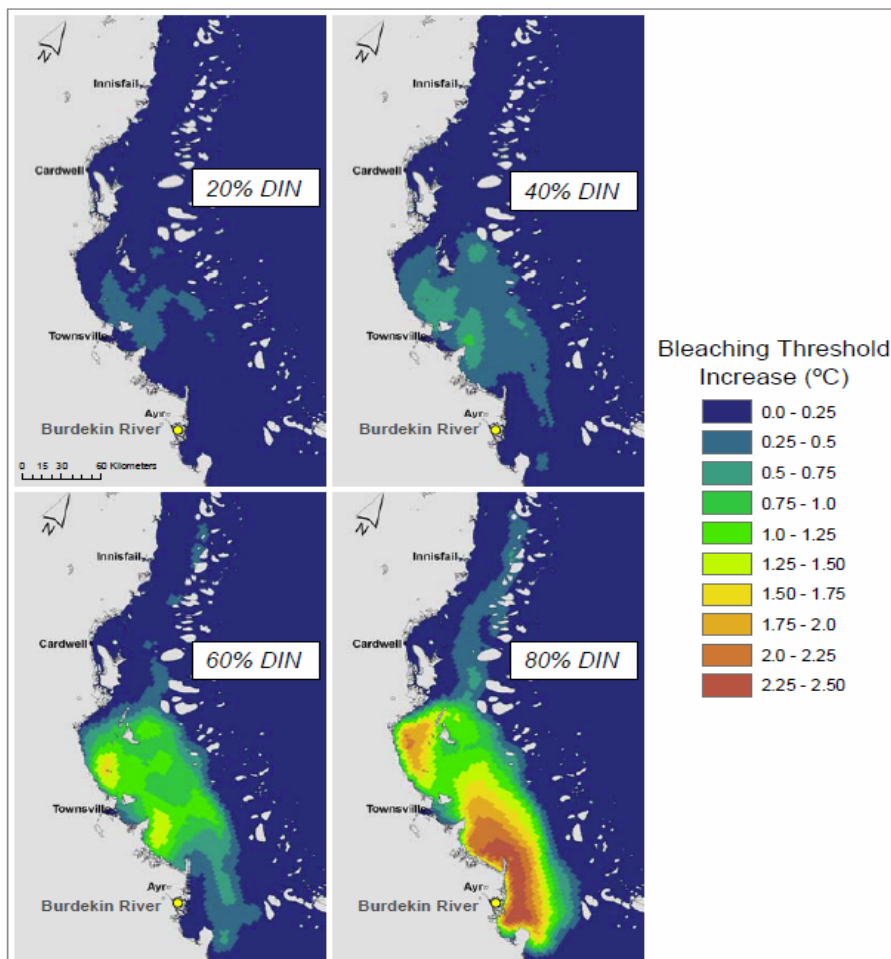 N
Innisfail
Cardwell
20% DIN
Townsville
Ayr
Burdekin River
0 15 30 60 Kilometers
N
Innisfail
Cardwell
40% DIN
Townsville
Ayr
Burdekin River
Bleaching Threshold
Increase (ºC)
0.0 - 0.25
0.25 - 0.5
0.5 - 0.75
0.75 - 1.0
1.0 - 1.25
1.25 - 1.50
1.50 - 1.75
1.75 - 2.0
2.0 - 2.25
2.25 - 2.50
N
Innisfail
Cardwell
60% DIN
Townsville
Ayr
Burdekin River
N
Innisfail
Cardwell
80% DIN
Townsville
Ayr
Burdekin River